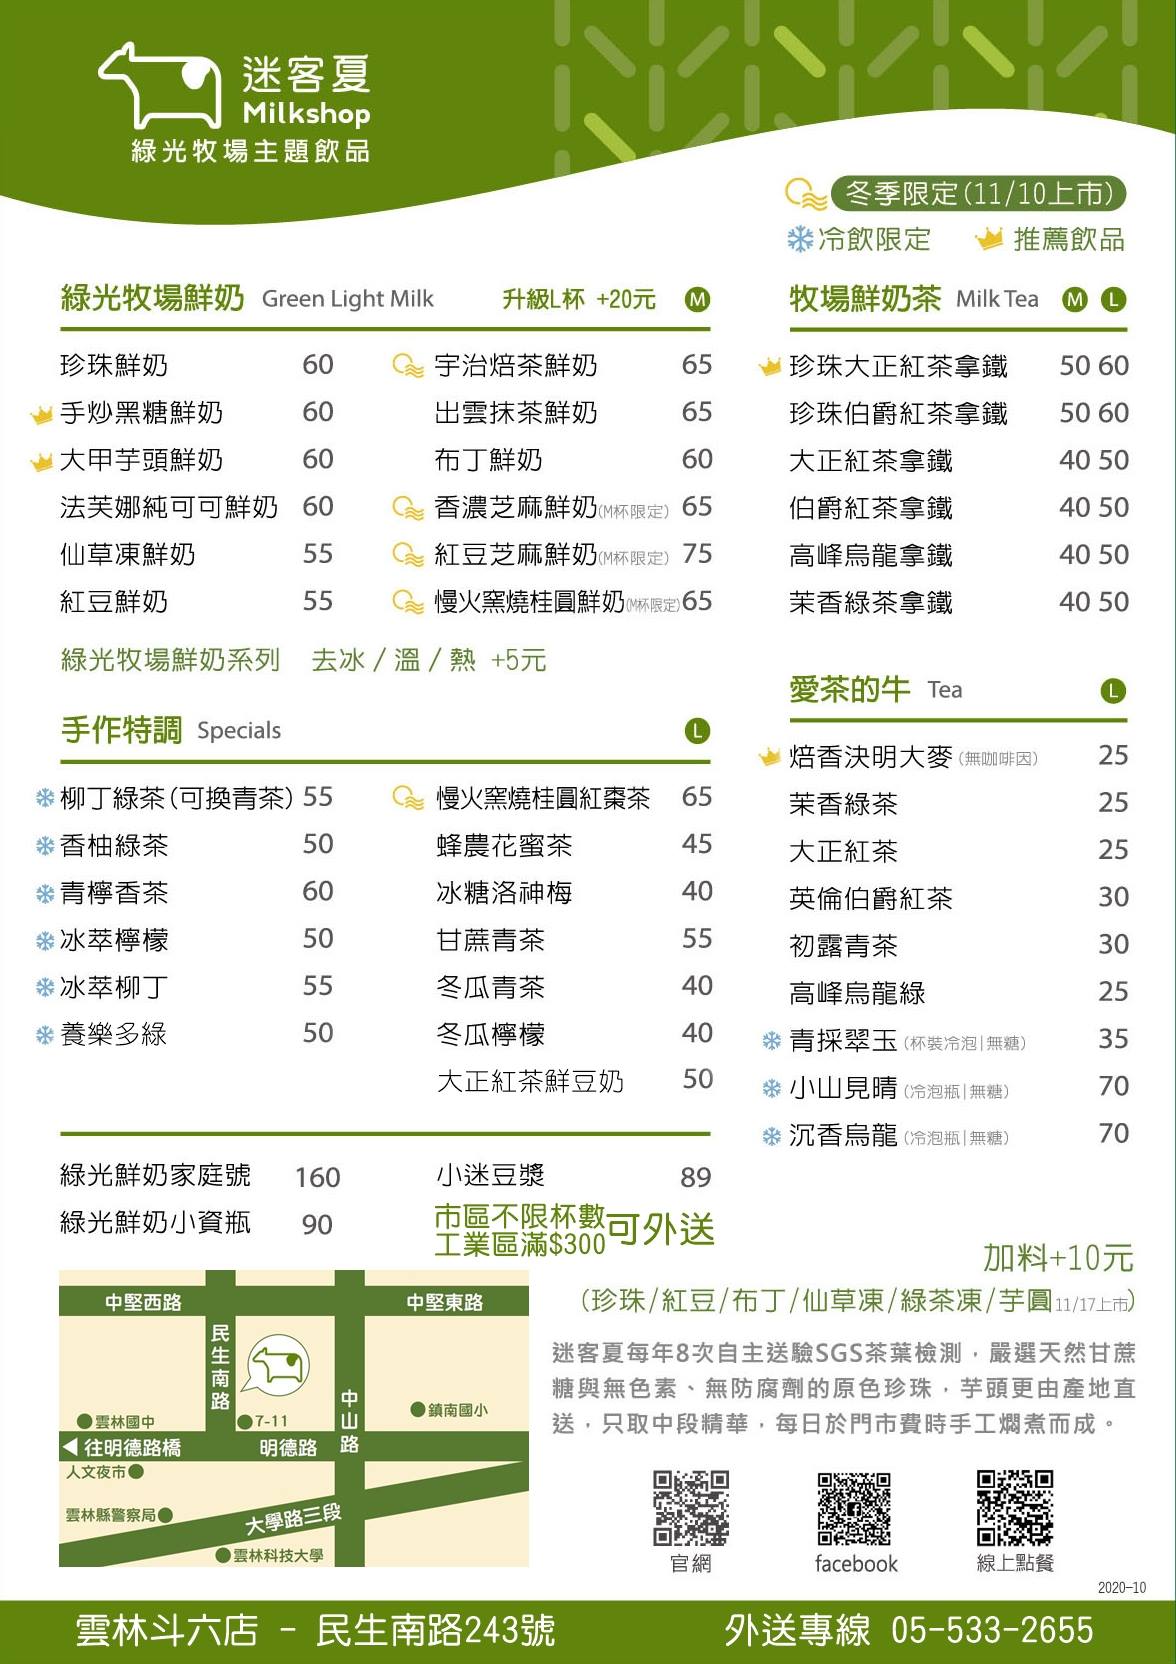 迷客夏
Milkshop
綠光牧場主題飲品
冬季限定(11/10上市)
冷飲限定 推薦飲品
綠光牧場鮮奶 Green Light Milk 升級L杯 +20元 M
珍珠鮮奶 60
手炒黑糖鮮奶 60
大甲芋頭鮮奶 60
法芙娜純可可鮮奶 60
仙草凍鮮奶 55
紅豆鮮奶 55
宇治焙茶鮮奶 65
出雲抹茶鮮奶 65
布丁鮮奶 60
香濃芝麻鮮奶(M杯限定) 65
紅豆芝麻鮮奶(M杯限定) 75
慢火窯燒桂圓鮮奶(M杯限定) 65
綠光牧場鮮奶系列 去冰/溫/熱 +5元
牧場鮮奶茶 Milk Tea M L
珍珠大正紅茶拿鐵 50 60
珍珠伯爵紅茶拿鐵 50 60
大正紅茶拿鐵 40 50
伯爵紅茶拿鐵 40 50
高峰烏龍拿鐵 40 50
茉香綠茶拿鐵 40 50
手作特調 Specials L
柳丁綠茶(可換青茶) 55
香柚綠茶 50
青檸香茶 60
冰萃檸檬 50
冰萃柳丁 55
養樂多綠 50
慢火窯燒桂圓紅棗茶 65
蜂農花蜜茶 45
冰糖洛神梅 40
甘蔗青茶 55
冬瓜青茶 40
冬瓜檸檬 40
大正紅茶鮮豆奶 50
愛茶的牛 Tea L
焙香決明大麥(無咖啡因) 25
茉香綠茶 25
大正紅茶 25
英倫伯爵紅茶 30
初露青茶 30
高峰烏龍綠 25
青採翠玉(杯裝冷泡|無糖) 35
小山見晴(冷泡瓶|無糖) 70
沉香烏龍(冷泡瓶|無糖) 70
綠光鮮奶家庭號 160
綠光鮮奶小資瓶 90
小迷豆漿 89
市區不限杯數
工業區滿$300
可外送
加料+10元
(珍珠/紅豆/布丁/仙草凍/綠茶凍/芋圓11/17上市)
迷客夏每年8次自主送驗SGS茶葉檢測，嚴選天然甘蔗
糖與無色素、無防腐劑的原色珍珠，芋頭更由產地直
送，只取中段精華，每日於門市費時手工燜煮而成。
中堅西路
中堅東路
民生南路
中山路
雲林國中
7-11
鎮南國小
往明德路橋
明德路
人文夜市
雲林縣警察局
大學路三段
雲林科技大學
官網
facebook
線上點餐
2020-10
雲林斗六店 - 民生南路243號
外送專線 05-533-2655